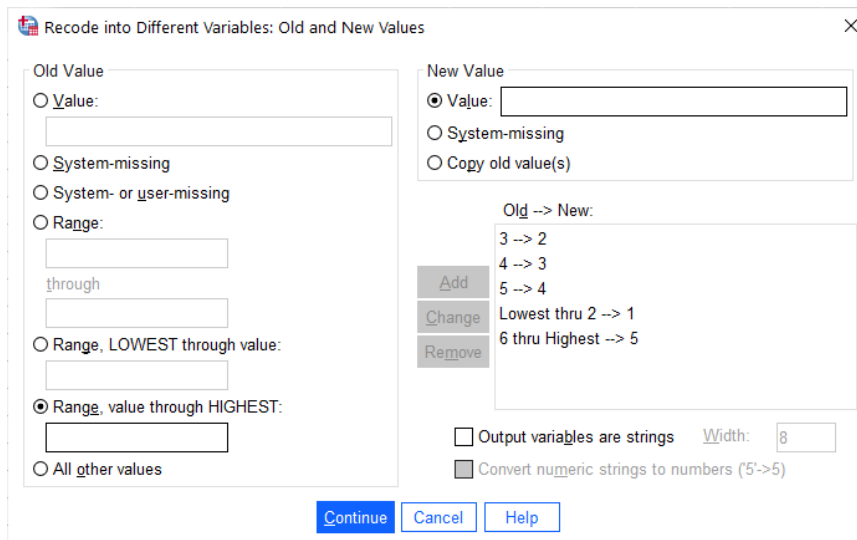 Recode into Different Variables: Old and New Values
Old Value
Value:
System-missing
System- or user-missing
Range:
through
Range, LOWEST through value:
Range, value through HIGHEST:
All other values
New Value
Value:
System-missing
Copy old value(s)
Old --> New:
3 --> 2
4 --> 3
5 --> 4
Lowest thru 2 --> 1
6 thru Highest --> 5
Add
Change
Remove
Output variables are strings Width: 8
Convert numeric strings to numbers ('5'->5)
Continue Cancel Help